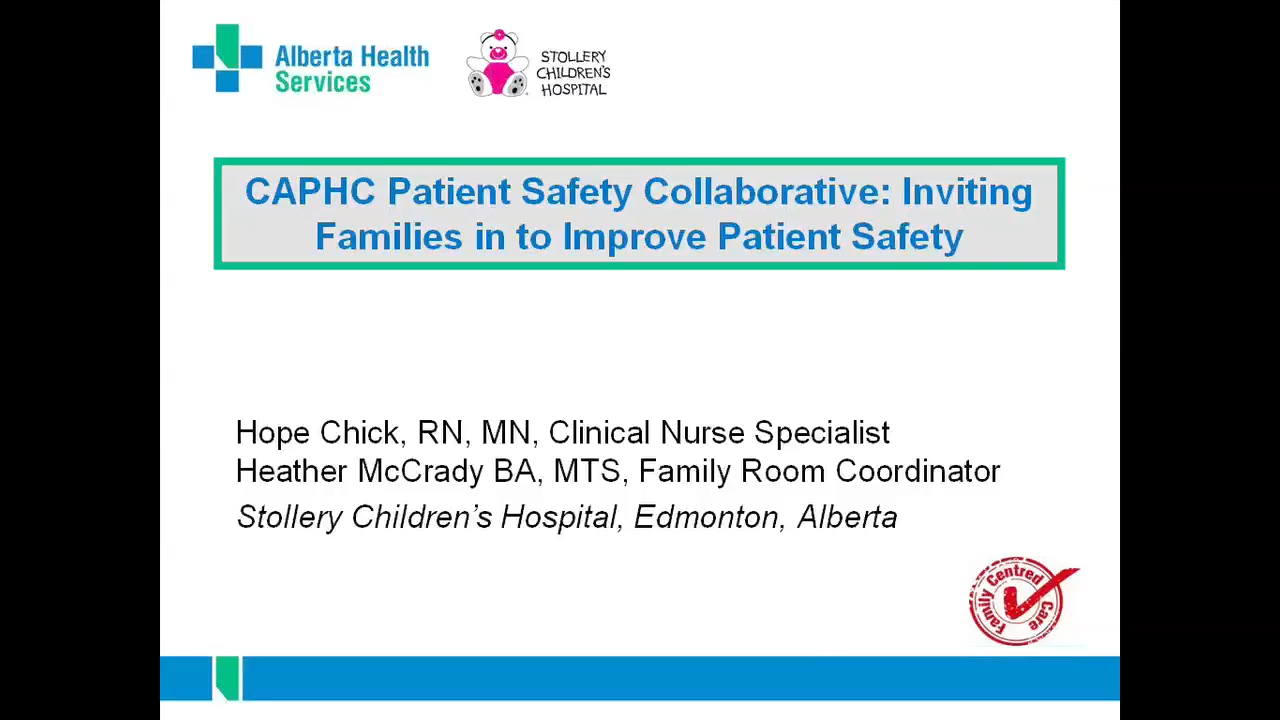 Alberta Health
Services
STOLLERY
CHILDREN'S
HOSPITAL
CAPHC Patient Safety Collaborative: Inviting
Families in to Improve Patient Safety
Hope Chick, RN, MN, Clinical Nurse Specialist
Heather McCrady BA, MTS, Family Room Coordinator
Stollery Children's Hospital, Edmonton, Alberta
Family Centred Care